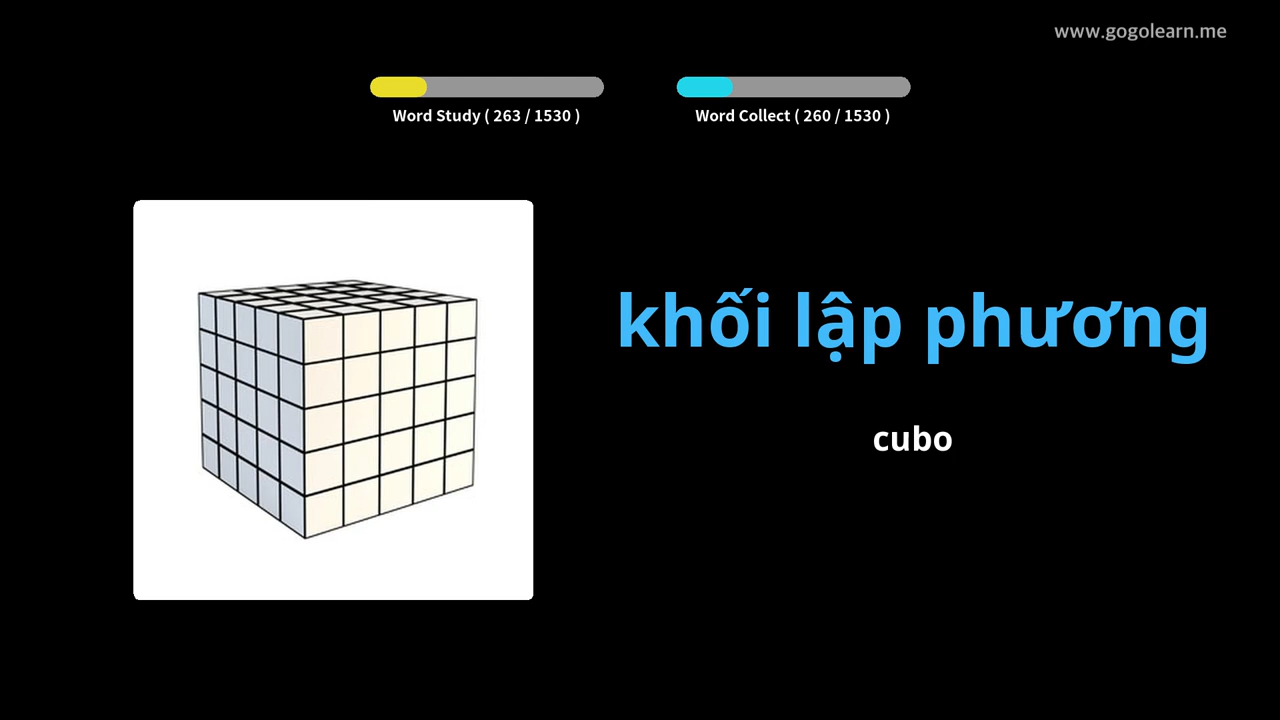 www.gogolearn.me
Word Study ( 263 / 1530 )
Word Collect ( 260 / 1530 )
khối lập phương
cubo